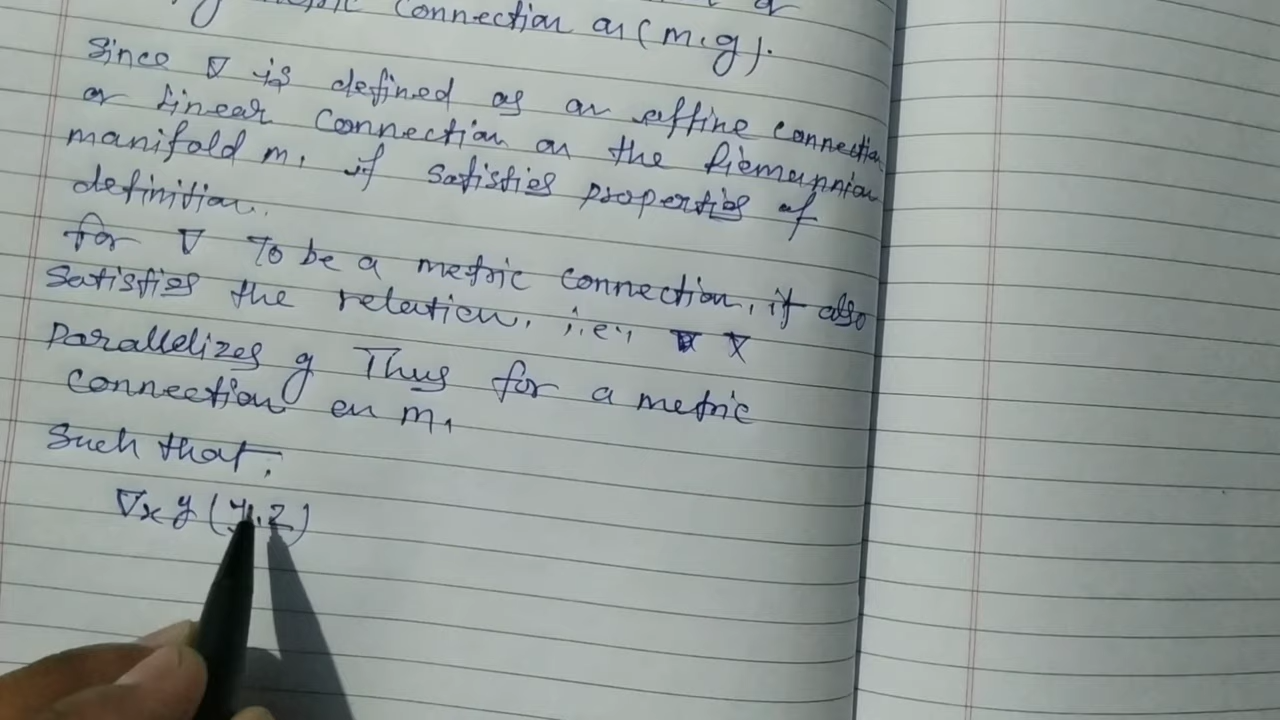 Connection on (M, g).
Since ∇ is defined as an affine connection
or Linear Connection on the Riemannian
manifold M, it satisfies properties of
definition.
for ∇ To be a metric connection, it also
satisfies the relation, i.e., ∇
Parallelizes g Thus for a metric
connection on M,
Such that,
∇x g (y, z)